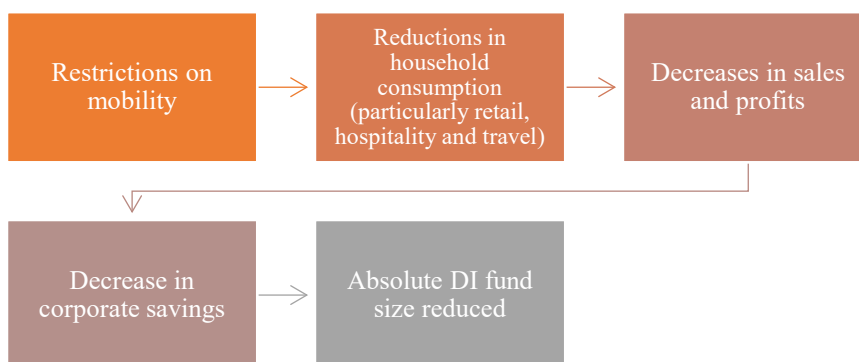 Restrictions on
mobility
Reductions in
household
consumption
(particularly retail,
hospitality and travel)
Decreases in sales
and profits
Decrease in
corporate savings
Absolute DI fund
size reduced